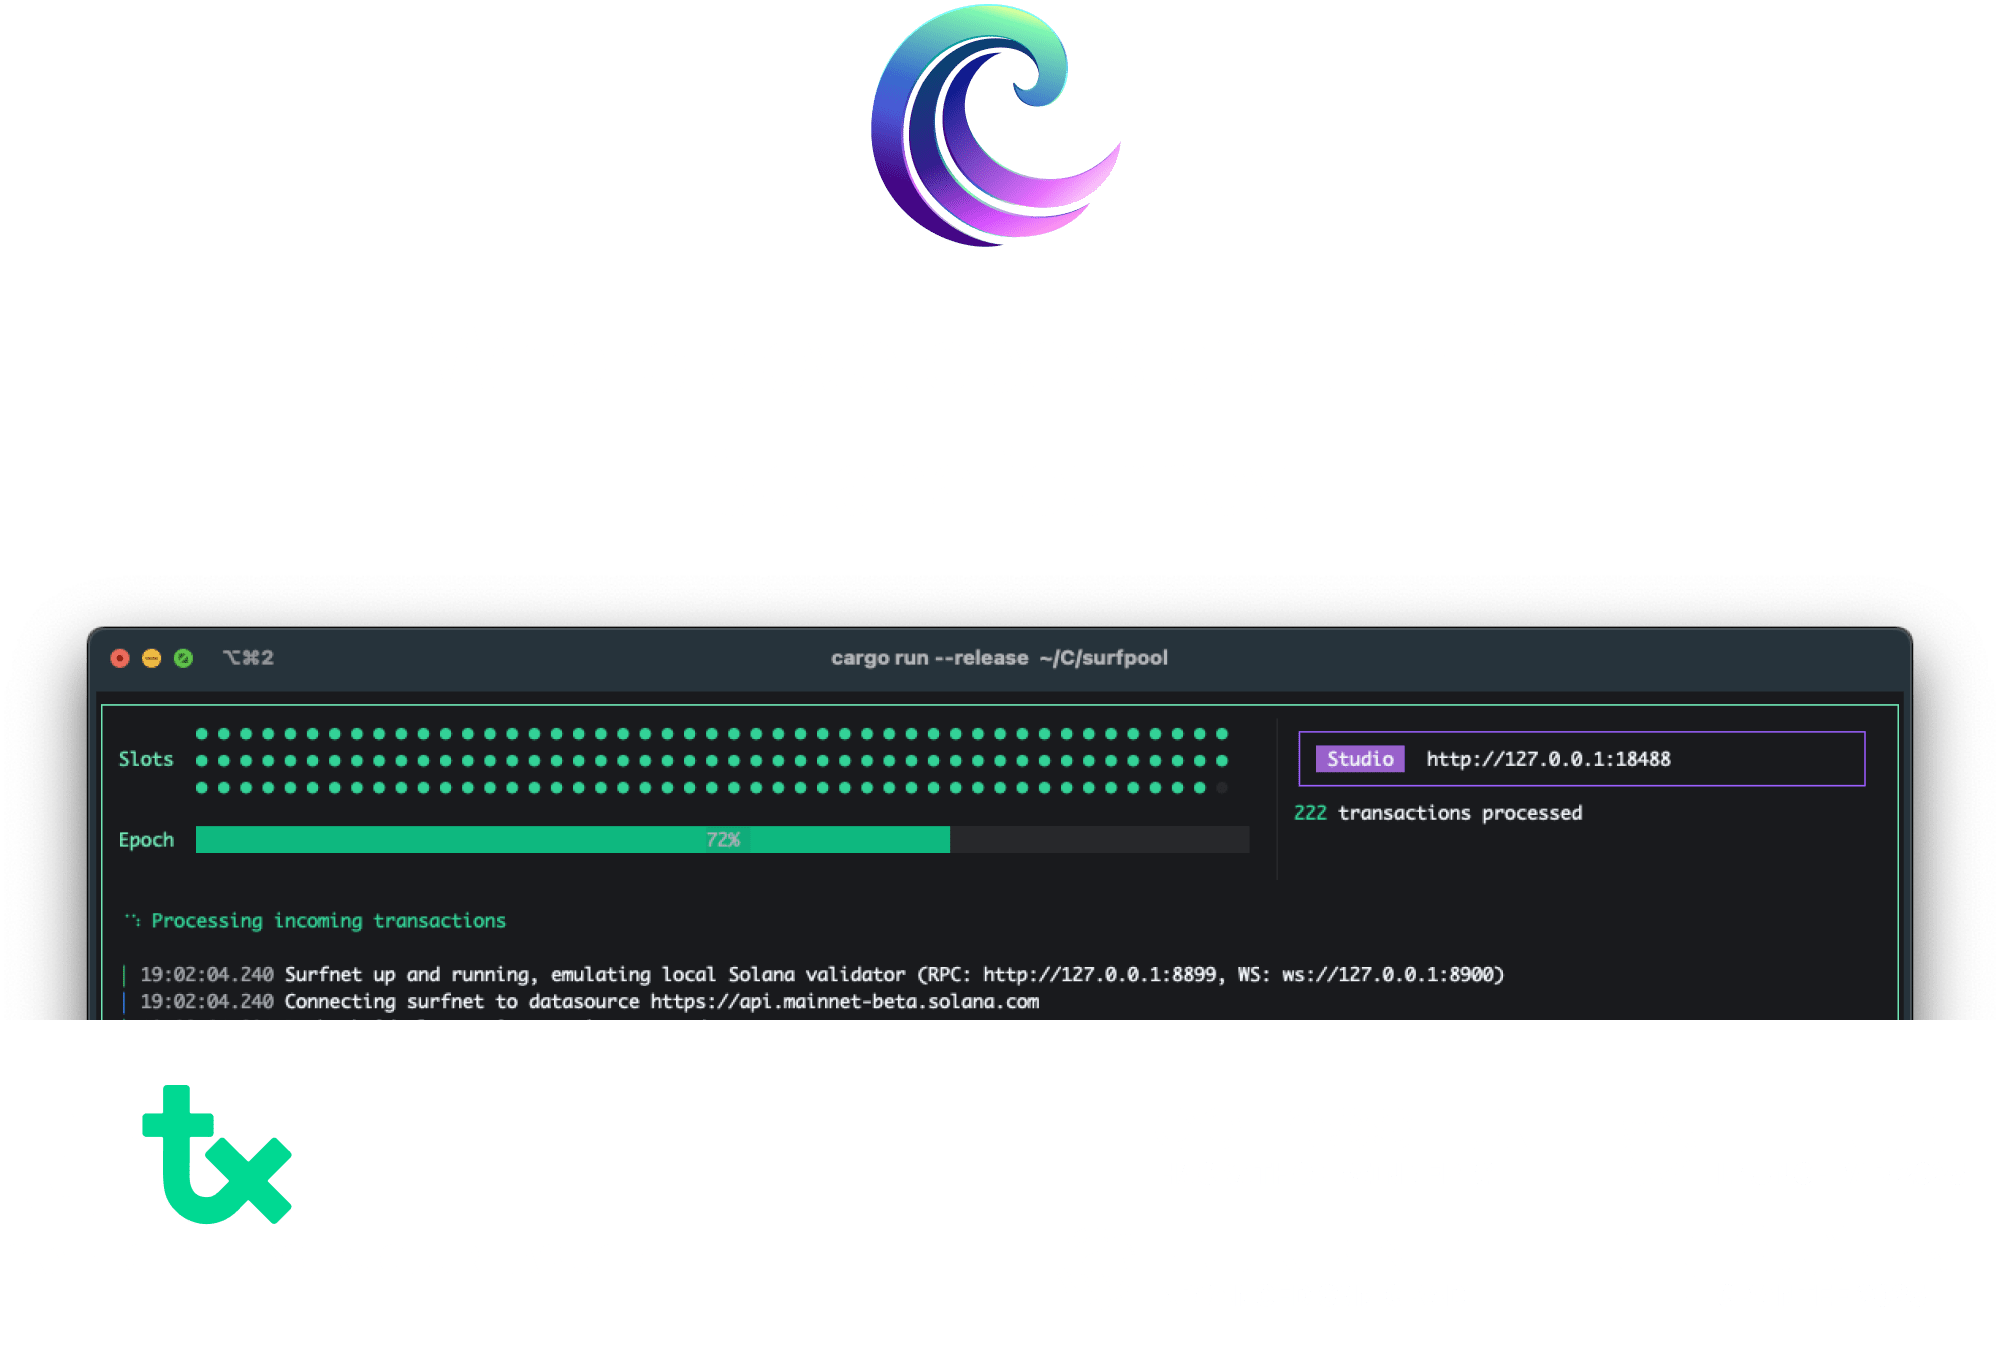 ⌥⌘2 cargo run --release ~/C/surfpool
Slots
Studio http://127.0.0.1:18488
222 transactions processed
Epoch 72%
Processing incoming transactions
19:02:04.240 Surfnet up and running, emulating local Solana validator (RPC: http://127.0.0.1:8899, WS: ws://127.0.0.1:8900)
19:02:04.240 Connecting surfnet to datasource https://api.mainnet-beta.solana.com
tx